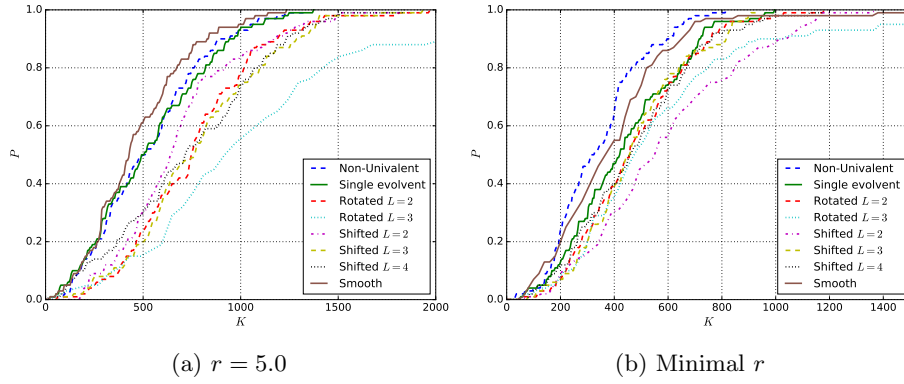 1.0
0.8
0.6
0.4
0.2
0.0
P
0 500 1000 1500 2000
K
Non-Univalent
Single evolvent
Rotated L=2
Rotated L=3
Shifted L=2
Shifted L=3
Shifted L=4
Smooth
(a) r = 5.0
1.0
0.8
0.6
0.4
0.2
0.0
P
0 200 400 600 800 1000 1200 1400
K
Non-Univalent
Single evolvent
Rotated L=2
Rotated L=3
Shifted L=2
Shifted L=3
Shifted L=4
Smooth
(b) Minimal r